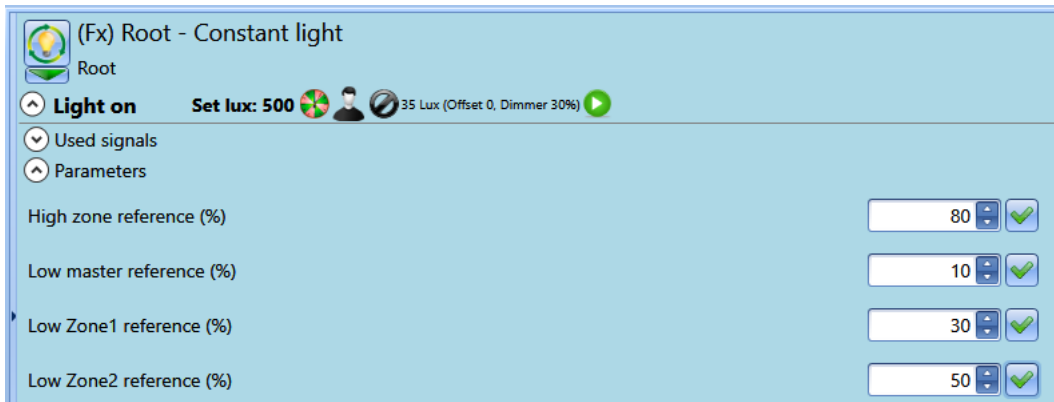 (Fx) Root - Constant light
Root
Light on Set lux: 500 35 Lux (Offset 0, Dimmer 30%)
Used signals
Parameters
High zone reference (%) 80
Low master reference (%) 10
Low Zone1 reference (%) 30
Low Zone2 reference (%) 50